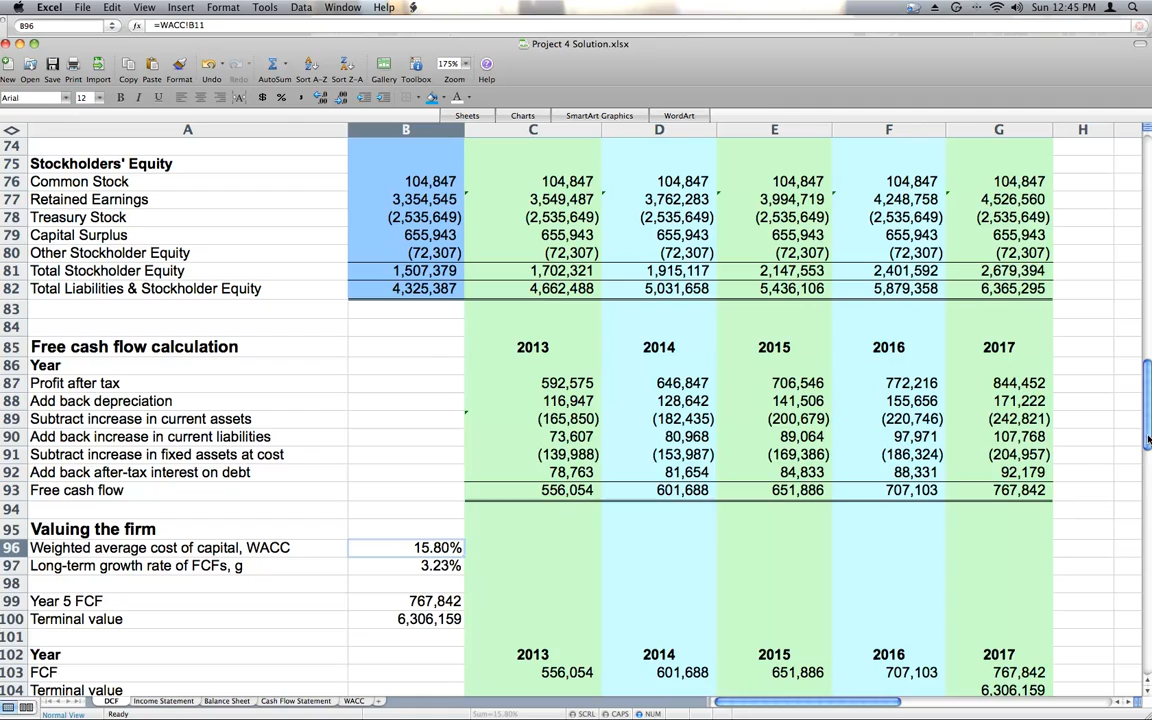 Excel File Edit View Insert Format Tools Data Window Help Sun 12:45 PM
B96 fx =WACC!B11
Project 4 Solution.xlsx
175%
New Open Save Print Import Copy Paste Format Undo Redo AutoSum Sort A-Z Sort Z-A Gallery Toolbox Zoom Help
Arial 12 B I U A $ % A
Sheets Charts SmartArt Graphics WordArt
A B C D E F G H
74
75 Stockholders' Equity
76 Common Stock 104,847 104,847 104,847 104,847 104,847 104,847
77 Retained Earnings 3,354,545 3,549,487 3,762,283 3,994,719 4,248,758 4,526,560
78 Treasury Stock (2,535,649) (2,535,649) (2,535,649) (2,535,649) (2,535,649) (2,535,649)
79 Capital Surplus 655,943 655,943 655,943 655,943 655,943 655,943
80 Other Stockholder Equity (72,307) (72,307) (72,307) (72,307) (72,307) (72,307)
81 Total Stockholder Equity 1,507,379 1,702,321 1,915,117 2,147,553 2,401,592 2,679,394
82 Total Liabilities & Stockholder Equity 4,325,387 4,662,488 5,031,658 5,436,106 5,879,358 6,365,295
83
84
85 Free cash flow calculation 2013 2014 2015 2016 2017
86 Year
87 Profit after tax 592,575 646,847 706,546 772,216 844,452
88 Add back depreciation 116,947 128,642 141,506 155,656 171,222
89 Subtract increase in current assets (165,850) (182,435) (200,679) (220,746) (242,821)
90 Add back increase in current liabilities 73,607 80,968 89,064 97,971 107,768
91 Subtract increase in fixed assets at cost (139,988) (153,987) (169,386) (186,324) (204,957)
92 Add back after-tax interest on debt 78,763 81,654 84,833 88,331 92,179
93 Free cash flow 556,054 601,688 651,886 707,103 767,842
94
95 Valuing the firm
96 Weighted average cost of capital, WACC 15.80%
97 Long-term growth rate of FCFs, g 3.23%
98
99 Year 5 FCF 767,842
100 Terminal value 6,306,159
101
102 Year 2013 2014 2015 2016 2017
103 FCF 556,054 601,688 651,886 707,103 767,842
104 Terminal value 6,306,159
DCF Income Statement Balance Sheet Cash Flow Statement WACC +
Normal View Ready Sum=15.80% SCRL CAPS NUM